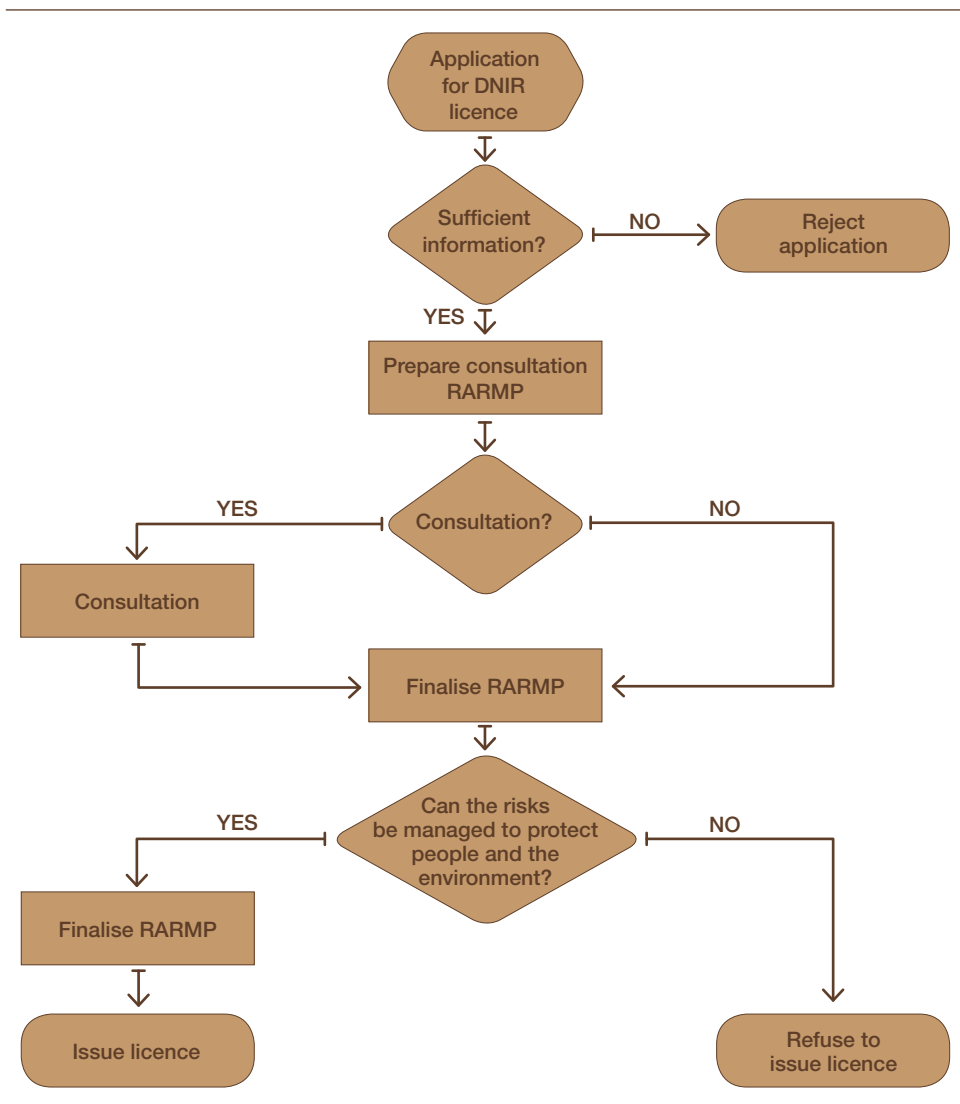 Application
for DNIR
licence
Sufficient
information?
NO
Reject
application
YES
Prepare consultation
RARMP
YES
Consultation?
NO
Consultation
Finalise RARMP
YES
Can the risks
be managed to protect
people and the
environment?
NO
Finalise RARMP
Issue licence
Refuse to
issue licence